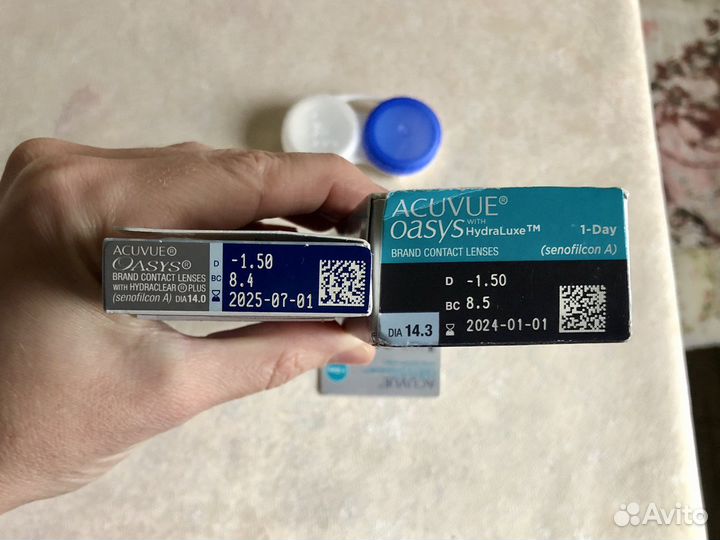 ACUVUE®
OASYS®
BRAND CONTACT LENSES
WITH HYDRACLEAR® PLUS
(senofilcon A) DIA 14.0
D -1.50
BC 8.4
2025-07-01
ACUVUE®
OASYS WITH HydraLuxe™ 1-Day
BRAND CONTACT LENSES (senofilcon A)
D -1.50
BC 8.5
DIA 14.3 2024-01-01
ACUVUE
Avito